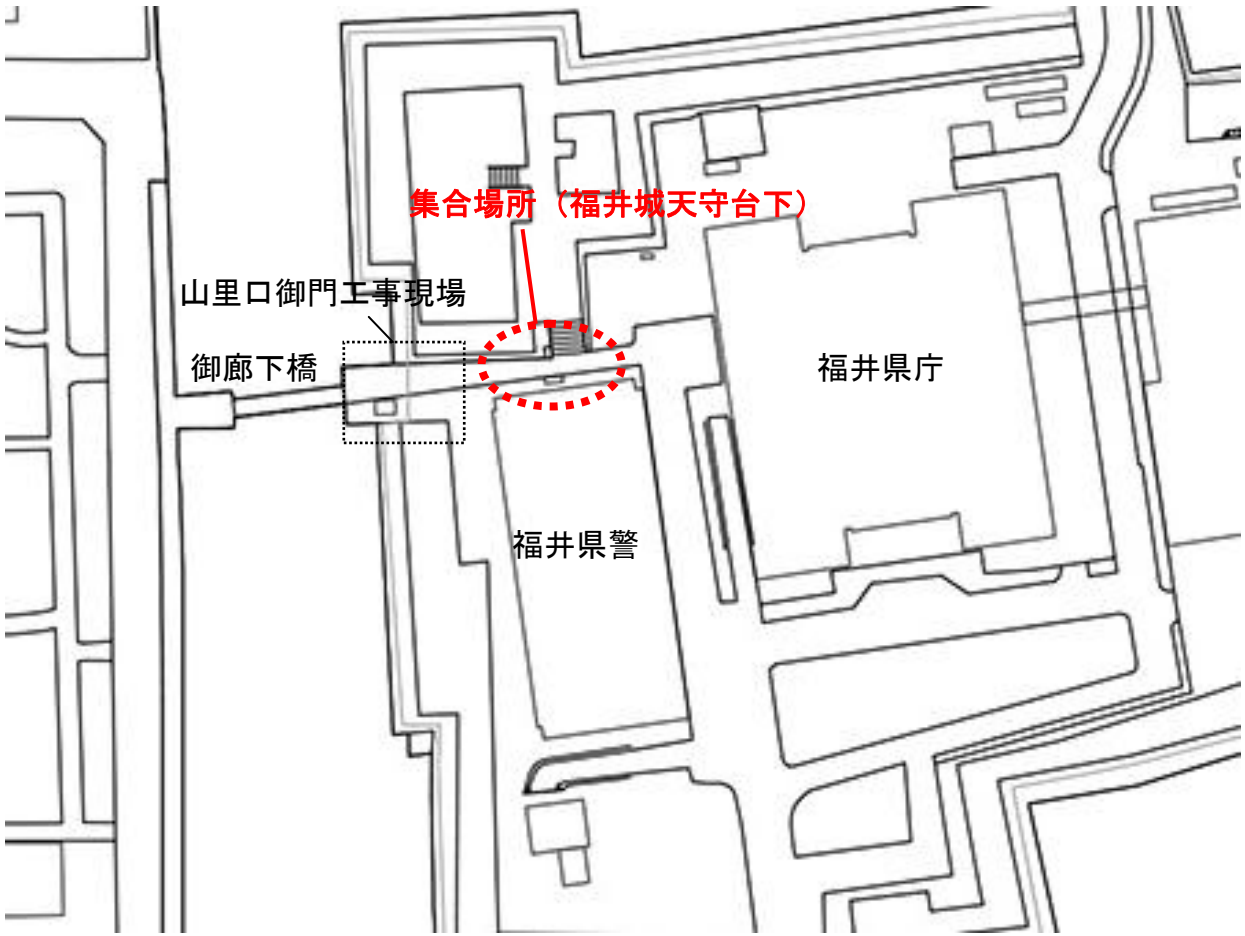 集合場所（福井城天守台下）
山里口御門工事現場
御廊下橋
福井県庁
福井県警